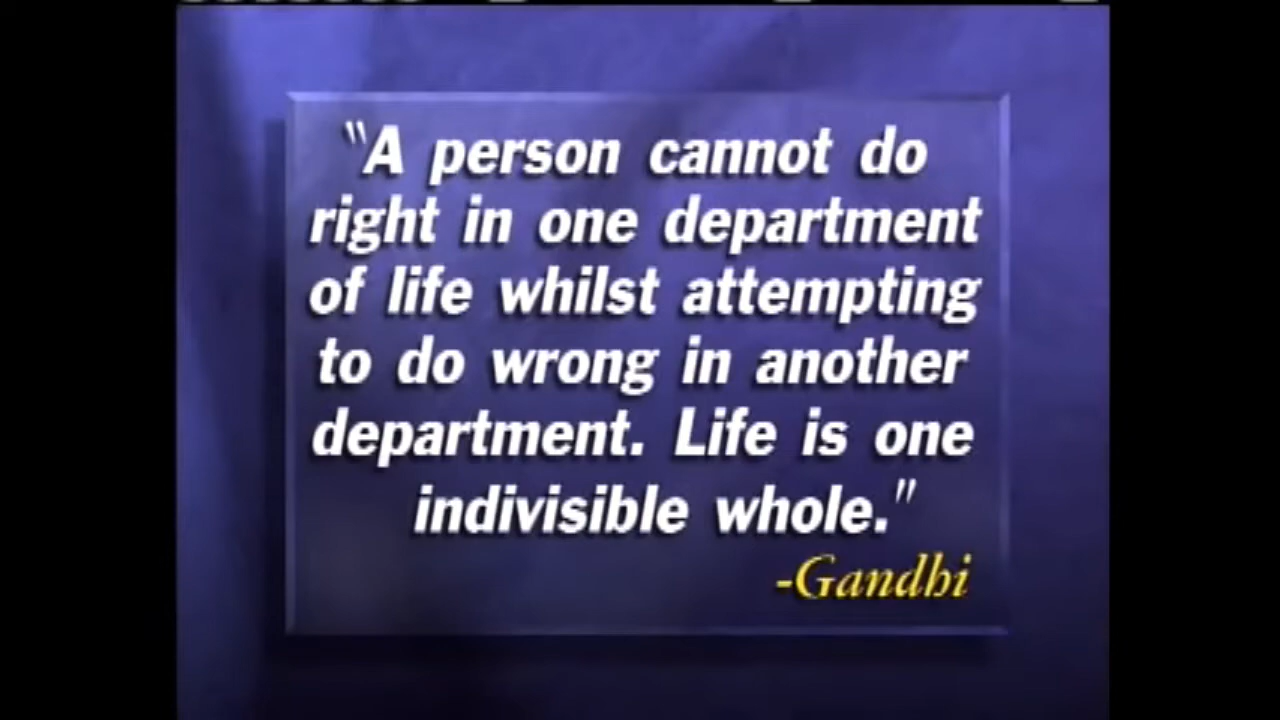 "A person cannot do
right in one department
of life whilst attempting
to do wrong in another
department. Life is one
indivisible whole."
-Gandhi